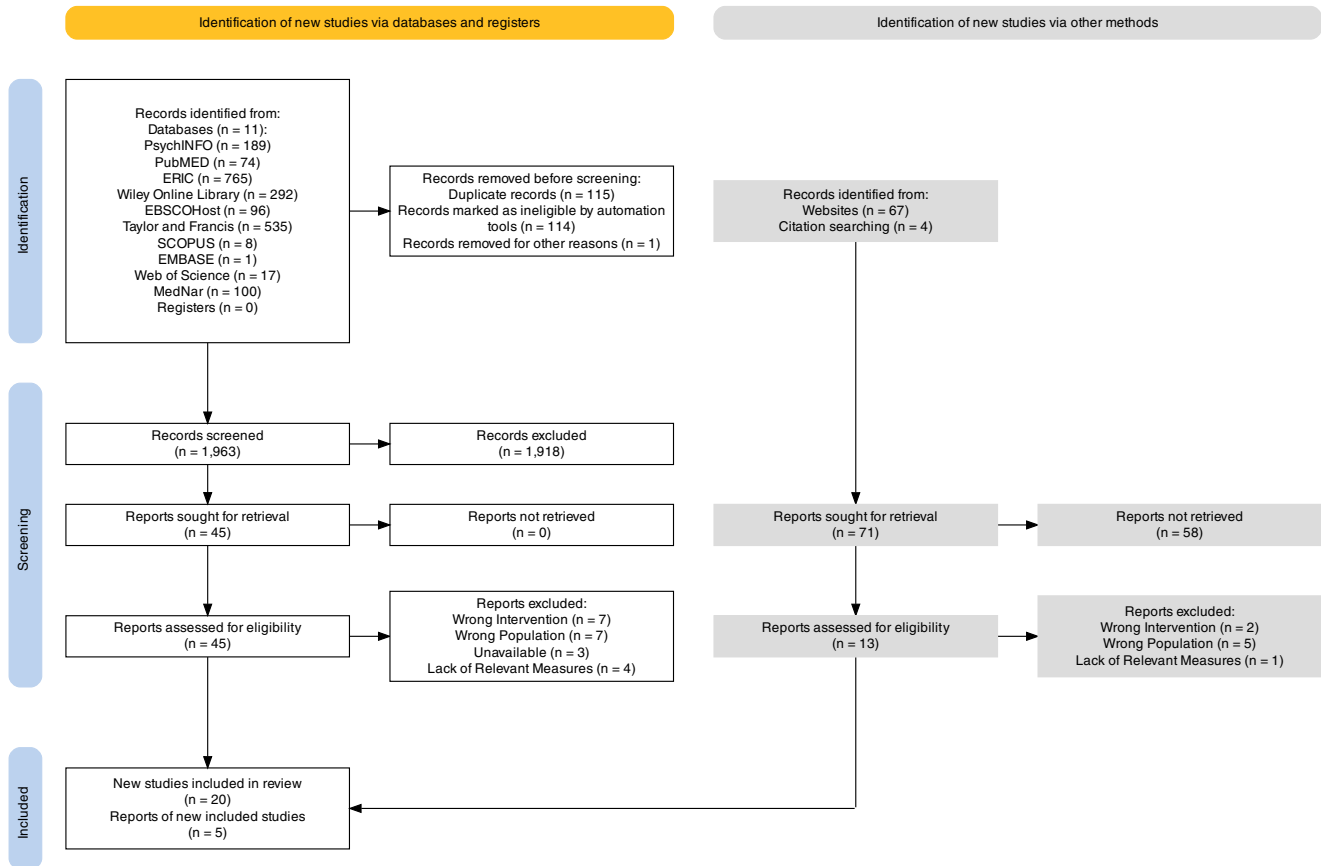 Identification of new studies via databases and registers
Identification of new studies via other methods
Identification
Records identified from:
Databases (n = 11):
PsychINFO (n = 189)
PubMED (n = 74)
ERIC (n = 765)
Wiley Online Library (n = 292)
EBSCOHost (n = 96)
Taylor and Francis (n = 535)
SCOPUS (n = 8)
EMBASE (n = 1)
Web of Science (n = 17)
MedNar (n = 100)
Registers (n = 0)
Records removed before screening:
Duplicate records (n = 115)
Records marked as ineligible by automation
tools (n = 114)
Records removed for other reasons (n = 1)
Records identified from:
Websites (n = 67)
Citation searching (n = 4)
Screening
Records screened
(n = 1,963)
Records excluded
(n = 1,918)
Reports sought for retrieval
(n = 45)
Reports not retrieved
(n = 0)
Reports sought for retrieval
(n = 71)
Reports not retrieved
(n = 58)
Reports assessed for eligibility
(n = 45)
Reports excluded:
Wrong Intervention (n = 7)
Wrong Population (n = 7)
Unavailable (n = 3)
Lack of Relevant Measures (n = 4)
Reports assessed for eligibility
(n = 13)
Reports excluded:
Wrong Intervention (n = 2)
Wrong Population (n = 5)
Lack of Relevant Measures (n = 1)
Included
New studies included in review
(n = 20)
Reports of new included studies
(n = 5)